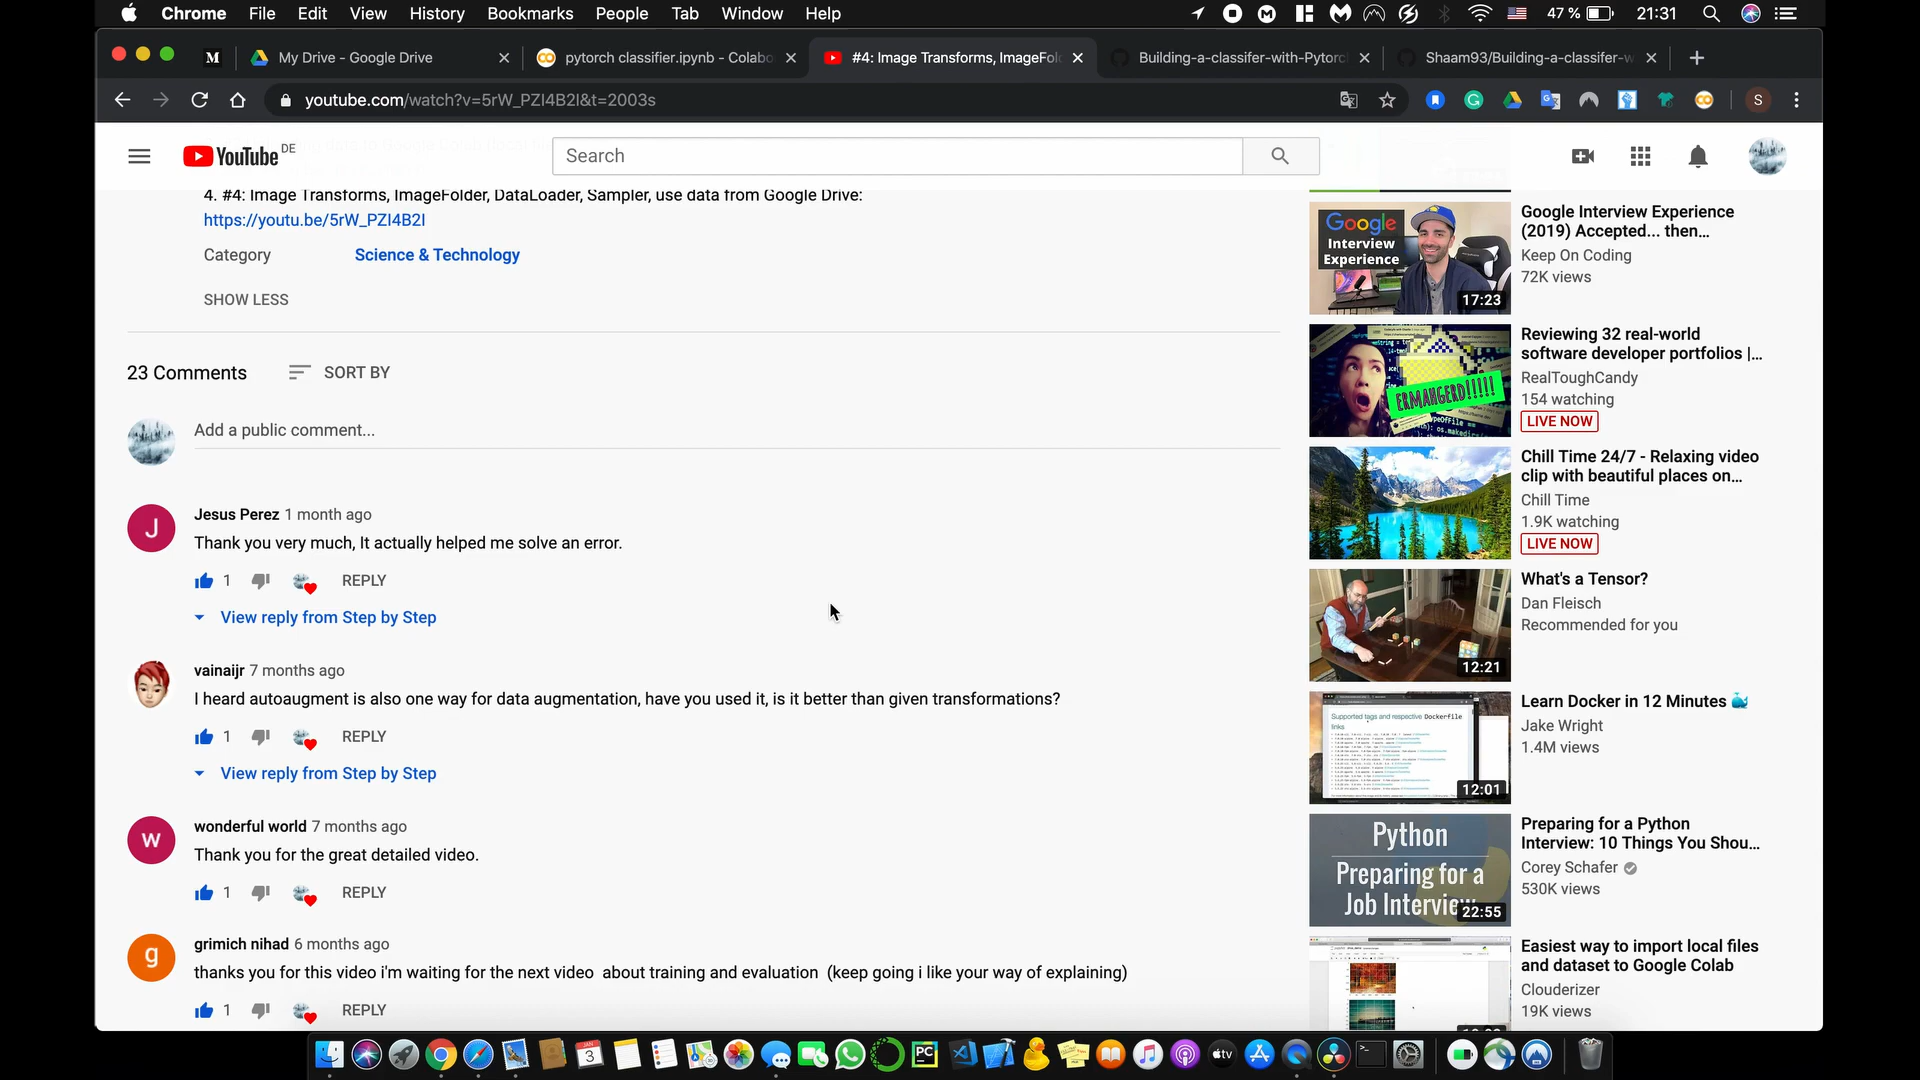 Chrome File Edit View History Bookmarks People Tab Window Help
47 % 21:31
My Drive - Google Drive
pytorch classifier.ipynb - Colabo
#4: Image Transforms, ImageFol
Building-a-classifer-with-Pytorc
Shaam93/Building-a-classifer-w
youtube.com/watch?v=5rW_PZI4B2I&t=2003s
S
YouTube DE
Search
4. #4: Image Transforms, ImageFolder, DataLoader, Sampler, use data from Google Drive:
https://youtu.be/5rW_PZI4B2I
Category Science & Technology
SHOW LESS
23 Comments SORT BY
Add a public comment...
J
Jesus Perez 1 month ago
Thank you very much, It actually helped me solve an error.
1 REPLY
View reply from Step by Step
vainaijr 7 months ago
I heard autoaugment is also one way for data augmentation, have you used it, is it better than given transformations?
1 REPLY
View reply from Step by Step
w
wonderful world 7 months ago
Thank you for the great detailed video.
1 REPLY
g
grimich nihad 6 months ago
thanks you for this video i'm waiting for the next video about training and evaluation (keep going i like your way of explaining)
1 REPLY
Google
Interview
Experience
17:23
Google Interview Experience
(2019) Accepted... then...
Keep On Coding
72K views
ERMAHGERD!!!!!
Reviewing 32 real-world
software developer portfolios |...
RealToughCandy
154 watching
LIVE NOW
Chill Time 24/7 - Relaxing video
clip with beautiful places on...
Chill Time
1.9K watching
LIVE NOW
12:21
What's a Tensor?
Dan Fleisch
Recommended for you
Supported tags and respective Dockerfile
links
12:01
Learn Docker in 12 Minutes
Jake Wright
1.4M views
Python
Preparing for a
Job Interview
22:55
Preparing for a Python
Interview: 10 Things You Shou...
Corey Schafer
530K views
Easiest way to import local files
and dataset to Google Colab
Clouderizer
19K views
JAN
3
PC
tv